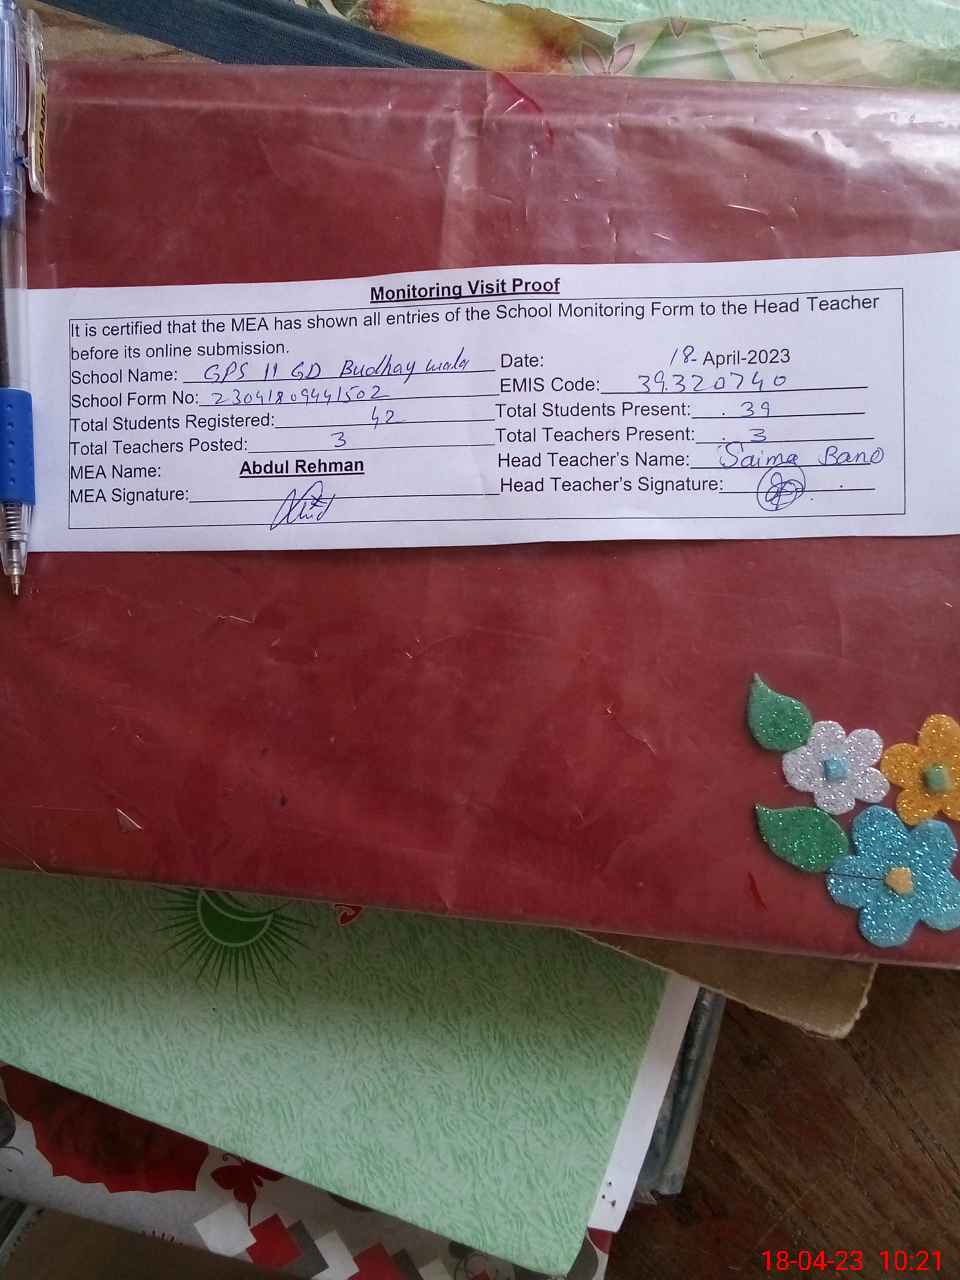 Monitoring Visit Proof
It is certified that the MEA has shown all entries of the School Monitoring Form to the Head Teacher
before its online submission.
School Name: GPS 11 GD Budhay wala Date: 18- April-2023
School Form No: 23041809441502 EMIS Code: 39320740
Total Students Registered: 42 Total Students Present: 39
Total Teachers Posted: 3 Total Teachers Present: 3
MEA Name: Abdul Rehman Head Teacher's Name: Saima Bano
MEA Signature: Head Teacher's Signature:
18-04-23 10:21